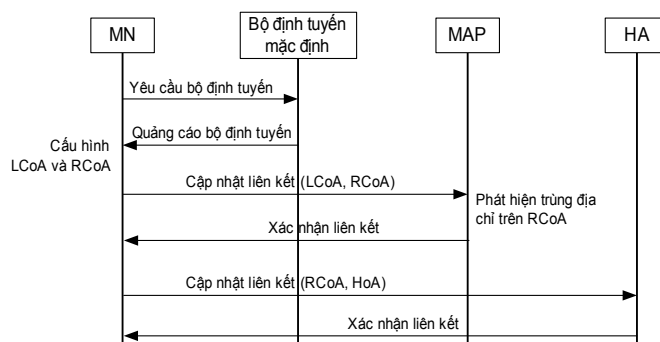 MN
Bộ định tuyến
mặc định
MAP
HA
Yêu cầu bộ định tuyến
Quảng cáo bộ định tuyến
Cấu hình
LCoA và RCoA
Cập nhật liên kết (LCoA, RCoA)
Phát hiện trùng địa
chỉ trên RCoA
Xác nhận liên kết
Cập nhật liên kết (RCoA, HoA)
Xác nhận liên kết